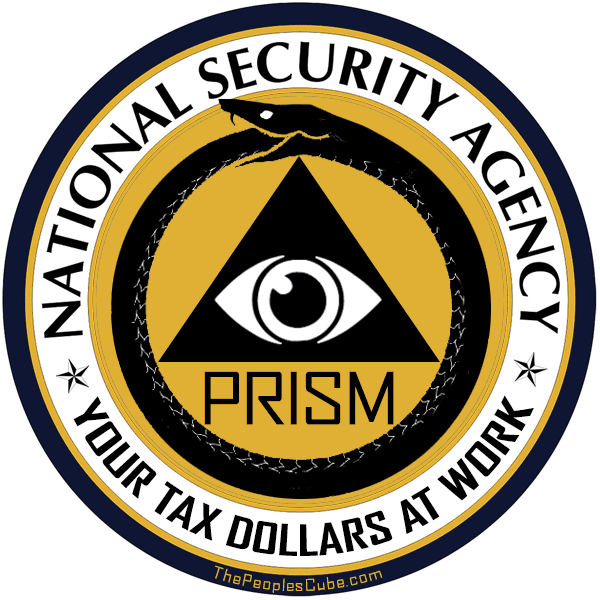 NATIONAL SECURITY AGENCY
PRISM
YOUR TAX DOLLARS AT WORK
ThePeoplesCube.com